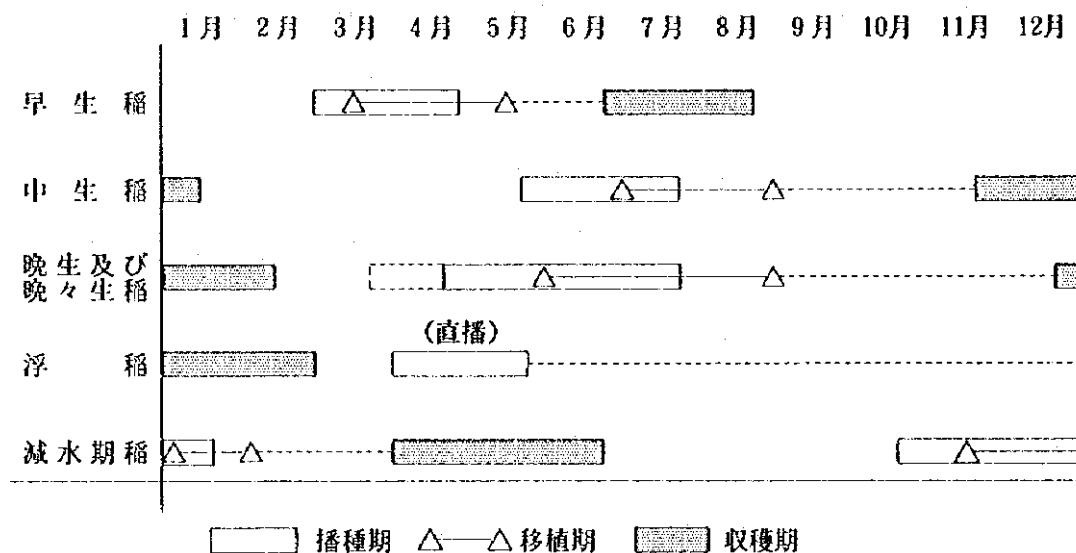 1月 2月 3月 4月 5月 6月 7月 8月 9月 10月 11月 12月
早生稲
中生稲
晩生及び
晩々生稲
(直播)
浮稲
減水期稲
播種期 移植期 収穫期